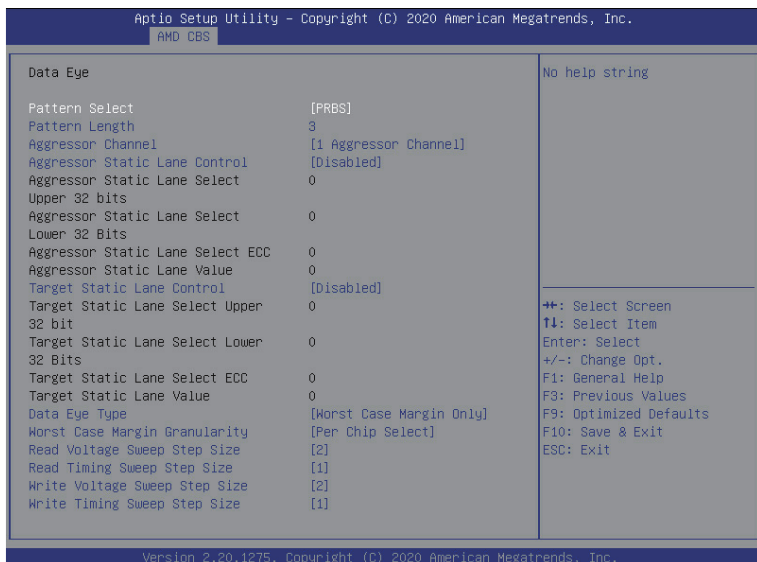 Aptio Setup Utility – Copyright (C) 2020 American Megatrends, Inc.
AMD CBS
Data Eye
No help string
Pattern Select [PRBS]
Pattern Length 3
Aggressor Channel [1 Aggressor Channel]
Aggressor Static Lane Control [Disabled]
Aggressor Static Lane Select 0
Upper 32 bits
Aggressor Static Lane Select 0
Lower 32 Bits
Aggressor Static Lane Select ECC 0
Aggressor Static Lane Value 0
Target Static Lane Control [Disabled]
Target Static Lane Select Upper 0
32 bit
Target Static Lane Select Lower 0
32 Bits
Target Static Lane Select ECC 0
Target Static Lane Value 0
Data Eye Type [Worst Case Margin Only]
Worst Case Margin Granularity [Per Chip Select]
Read Voltage Sweep Step Size [2]
Read Timing Sweep Step Size [1]
Write Voltage Sweep Step Size [2]
Write Timing Sweep Step Size [1]
→←: Select Screen
↑↓: Select Item
Enter: Select
+/-: Change Opt.
F1: General Help
F3: Previous Values
F9: Optimized Defaults
F10: Save & Exit
ESC: Exit
Version 2.20.1275. Copyright (C) 2020 American Megatrends, Inc.